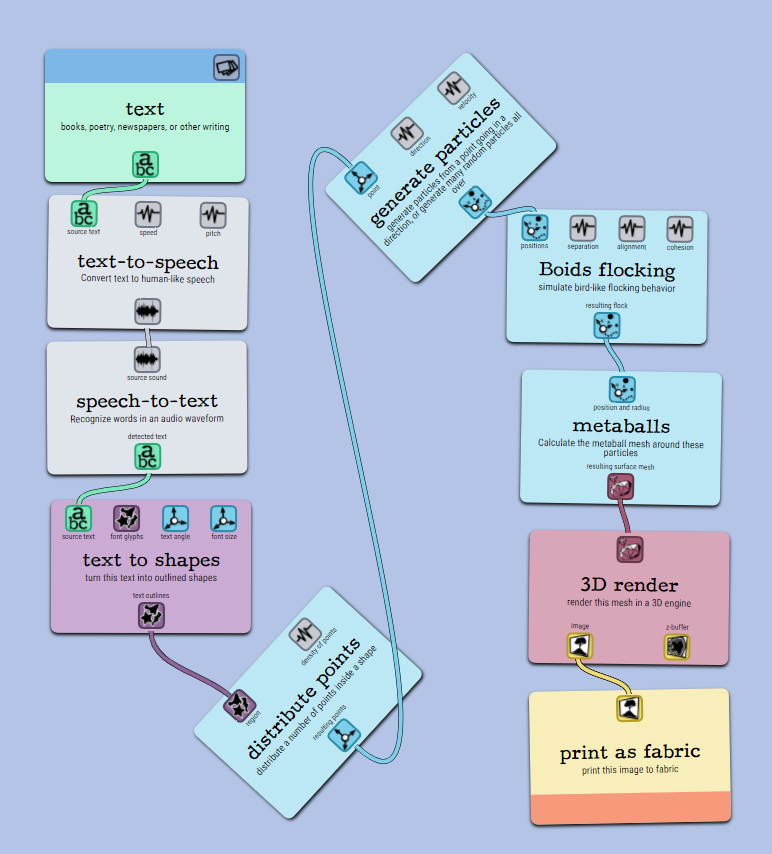 text
books, poetry, newspapers, or other writing
abc
abc
source text
speed
pitch
text-to-speech
Convert text to human-like speech
source sound
speech-to-text
Recognize words in an audio waveform
detected text
abc
abc
source text
font glyphs
text angle
font size
text to shapes
turn this text into outlined shapes
text outlines
region
density of points
distribute points
distribute a number of points inside a shape
resulting points
point
direction
velocity
generate particles
generate particles from a point going in a
direction, or generate many random particles all
over
positions
separation
alignment
cohesion
Boids flocking
simulate bird-like flocking behavior
resulting flock
position and radius
metaballs
Calculate the metaball mesh around these
particles
resulting surface mesh
3D render
render this mesh in a 3D engine
image
z-buffer
print as fabric
print this image to fabric